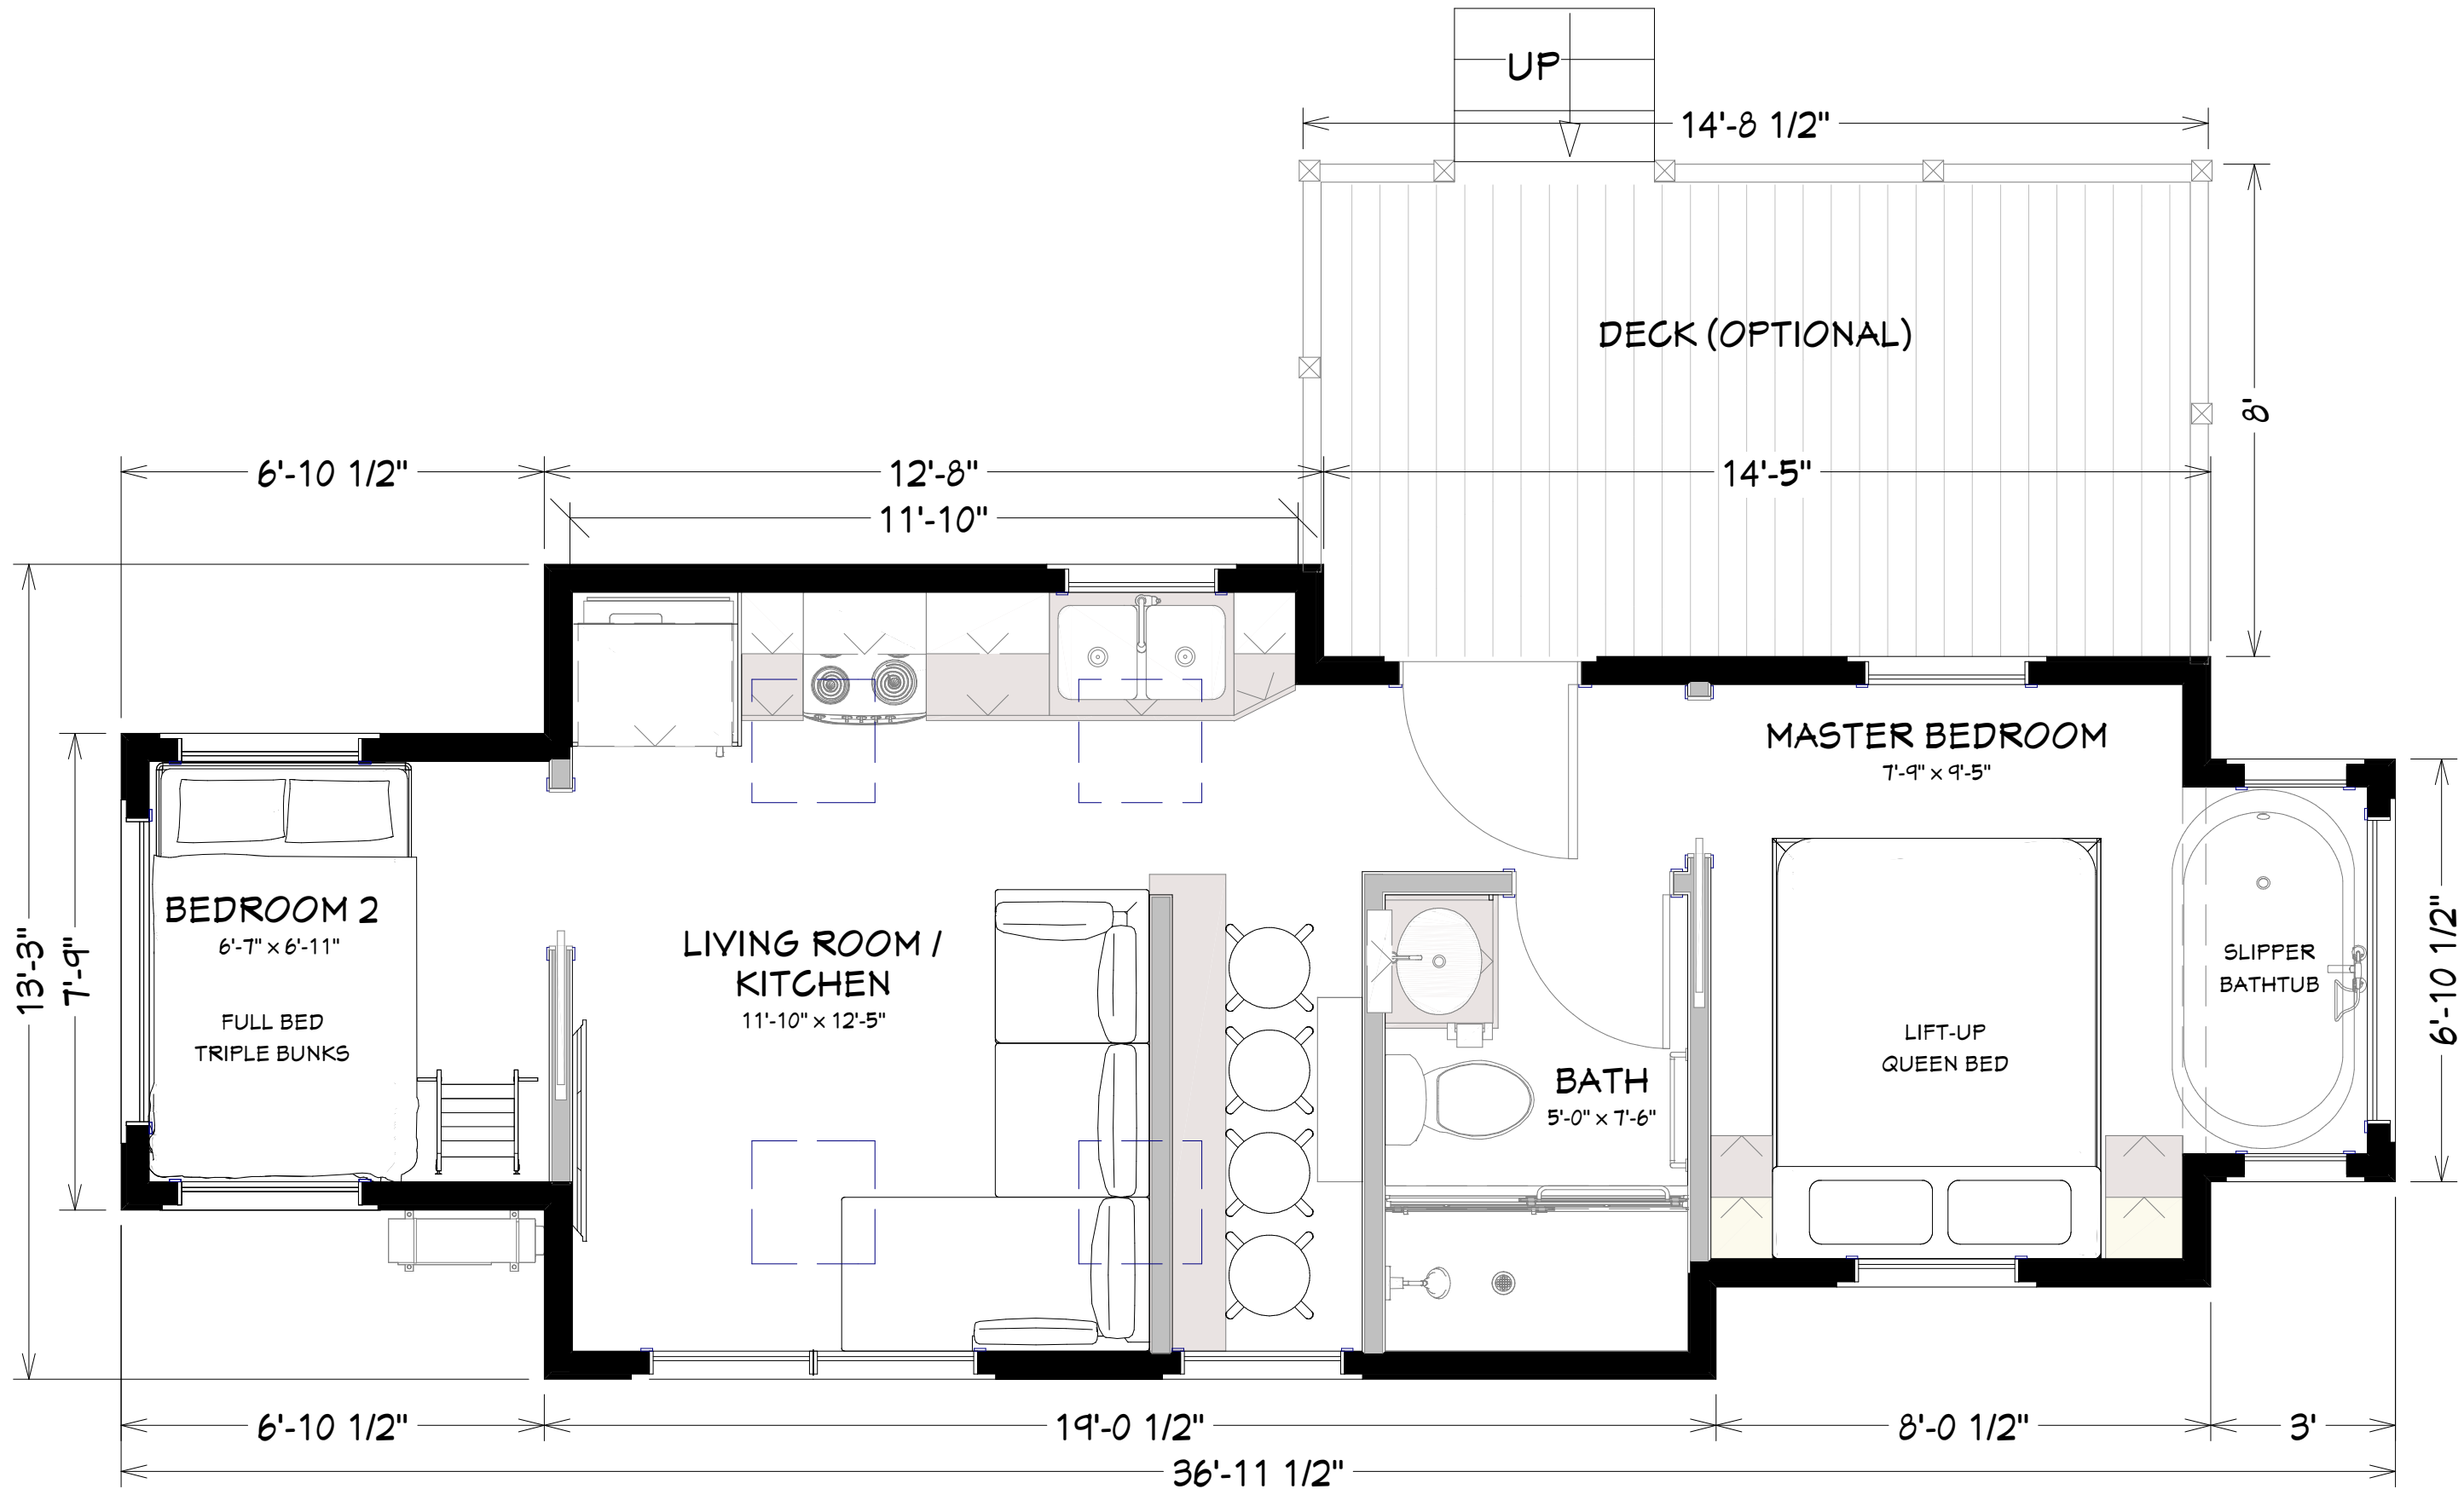 UP
14'-8 1/2"
DECK (OPTIONAL)
8'
6'-10 1/2"
12'-8"
14'-5"
11'-10"
MASTER BEDROOM
7'-9" x 9'-5"
BEDROOM 2
6'-7" x 6'-11"
FULL BED
TRIPLE BUNKS
13'-3"
7'-9"
LIVING ROOM /
KITCHEN
11'-10" x 12'-5"
BATH
5'-0" x 7'-6"
LIFT-UP
QUEEN BED
SLIPPER
BATHTUB
6'-10 1/2"
6'-10 1/2"
19'-0 1/2"
8'-0 1/2"
3'
36'-11 1/2"